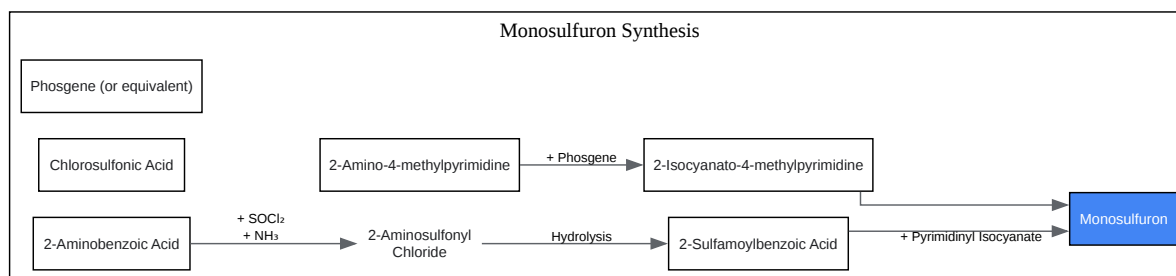 Monosulfuron Synthesis
Phosgene (or equivalent)
Chlorosulfonic Acid
2-Amino-4-methylpyrimidine
+ Phosgene
2-Isocyanato-4-methylpyrimidine
Monosulfuron
2-Aminobenzoic Acid
+ SOCl₂
+ NH₃
2-Aminosulfonyl
Chloride
Hydrolysis
2-Sulfamoylbenzoic Acid
+ Pyrimidinyl Isocyanate